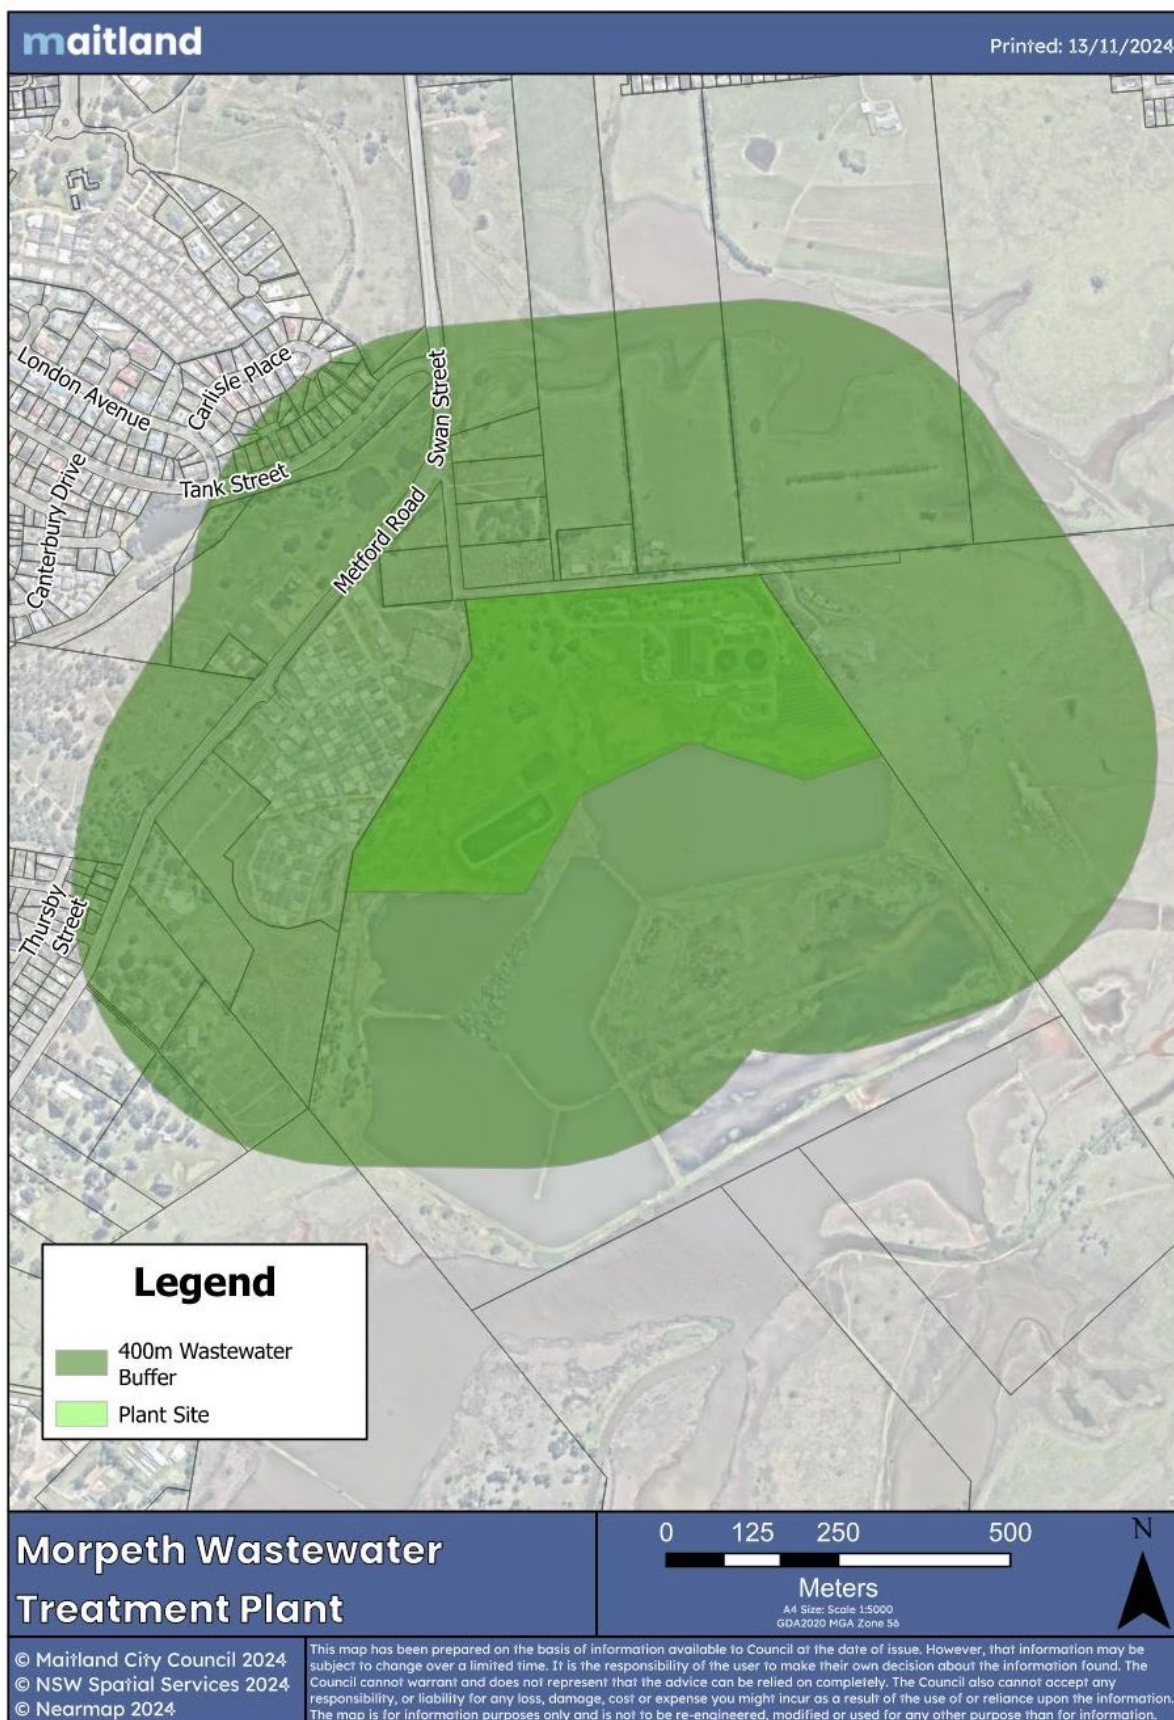 maitland
Printed: 13/11/2024
London Avenue
Carlisle Place
Swan Street
Tank Street
Canterbury Drive
Metford Road
Thursby
Street
Legend
400m Wastewater
Buffer
Plant Site
Morpeth Wastewater
Treatment Plant
0 125 250 500
Meters
A4 Size: Scale 1:5000
GDA2020 MGA Zone 56
N
© Maitland City Council 2024
© NSW Spatial Services 2024
© Nearmap 2024
This map has been prepared on the basis of information available to Council at the date of issue. However, that information may be
subject to change over a limited time. It is the responsibility of the user to make their own decision about the information found. The
Council cannot warrant and does not represent that the advice can be relied on completely. The Council also cannot accept any
responsibility, or liability for any loss, damage, cost or expense you might incur as a result of the use of or reliance upon the information.
The map is for information purposes only and is not to be re-engineered, modified or used for any other purpose than for information.